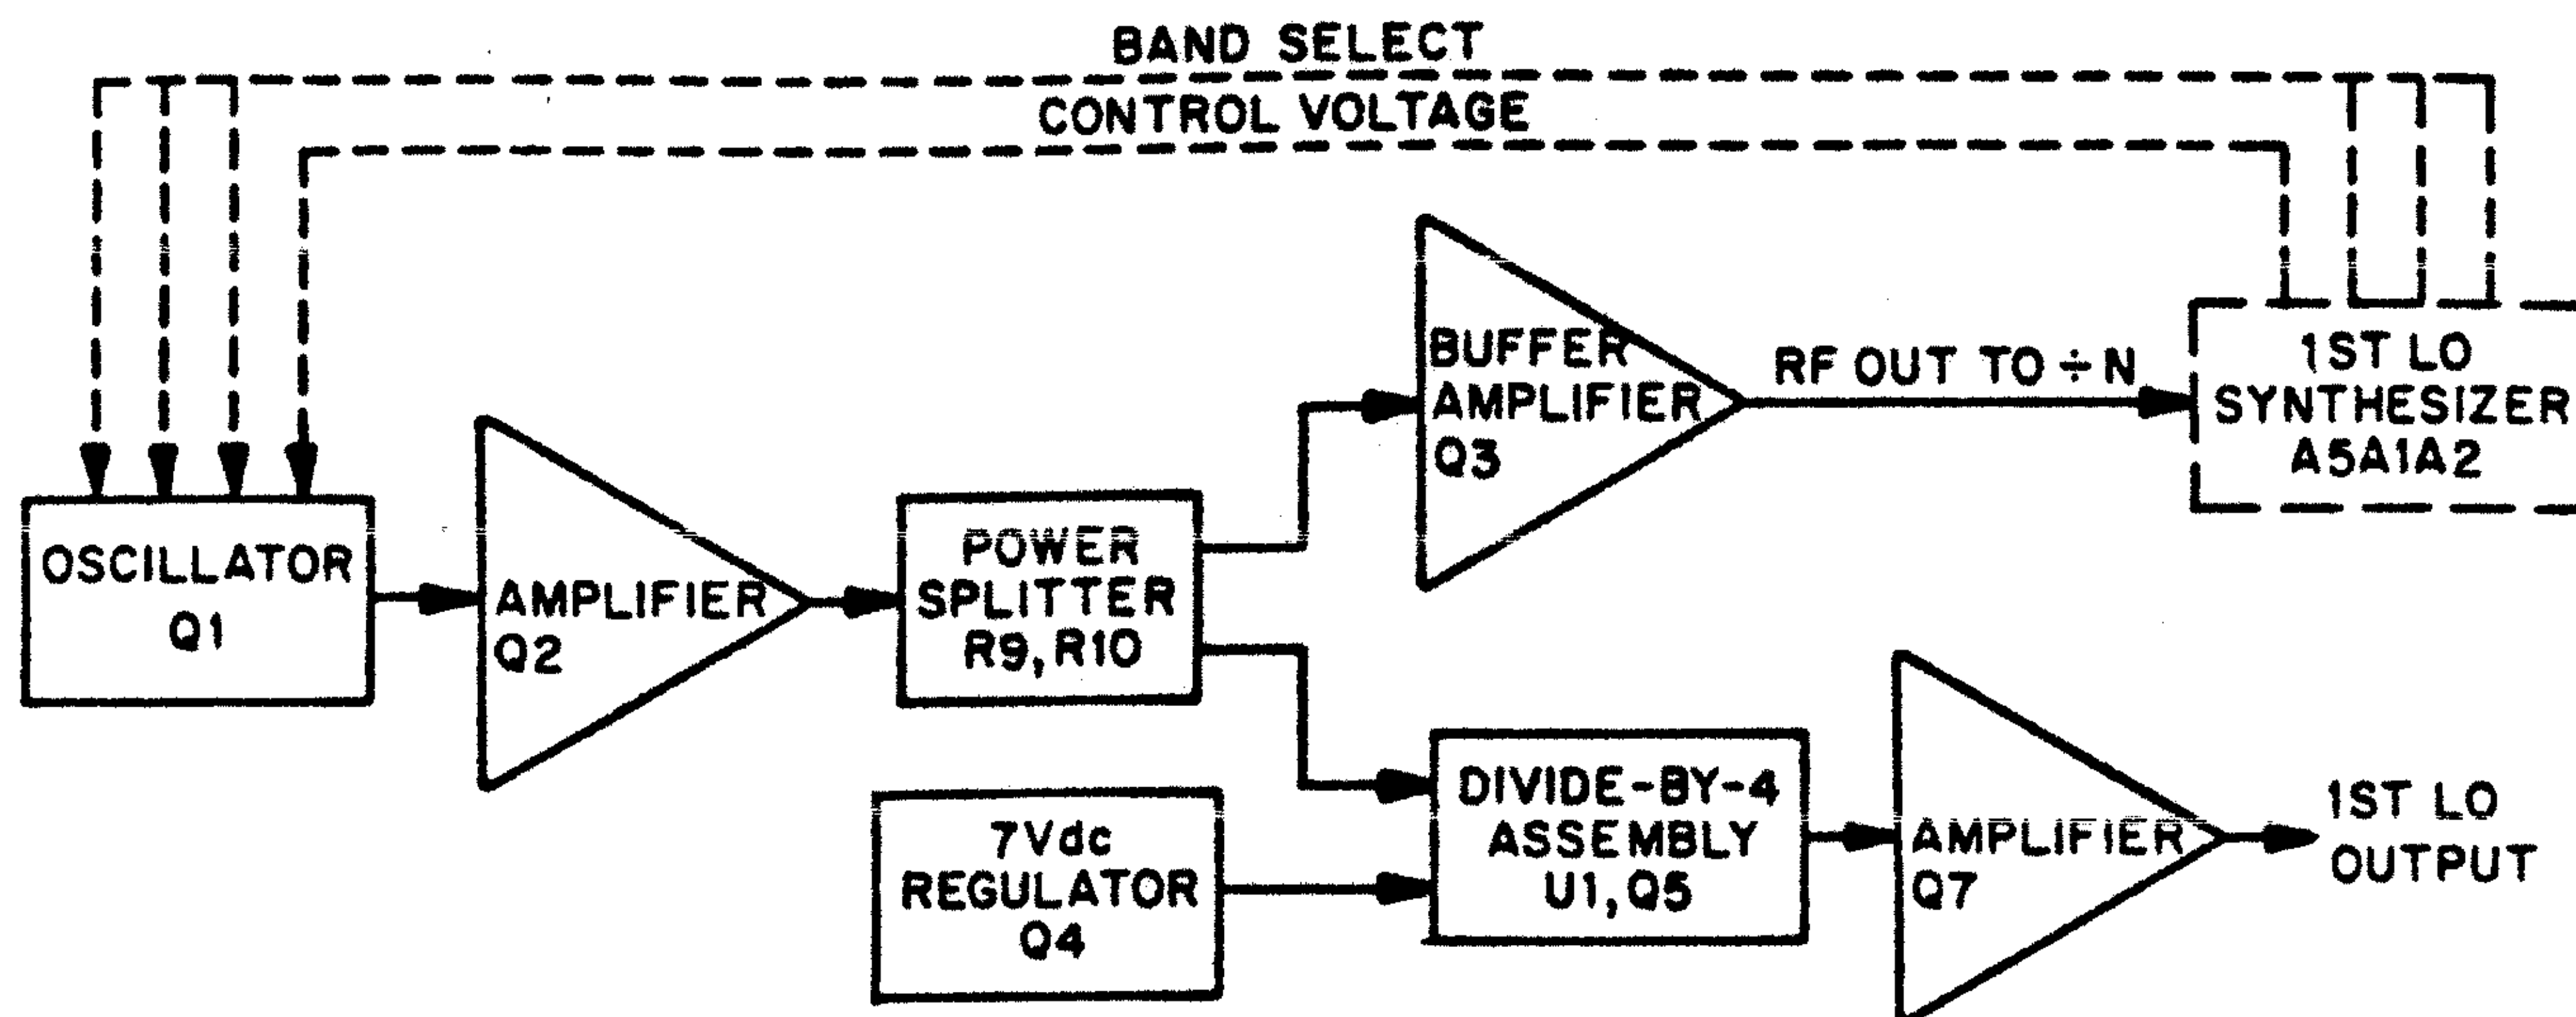 BAND SELECT
CONTROL VOLTAGE
BUFFER
AMPLIFIER
Q3
RF OUT TO ÷ N
1ST LO
SYNTHESIZER
A5A1A2
OSCILLATOR
Q1
AMPLIFIER
Q2
POWER
SPLITTER
R9, R10
7Vdc
REGULATOR
Q4
DIVIDE-BY-4
ASSEMBLY
U1, Q5
AMPLIFIER
Q7
1ST LO
OUTPUT